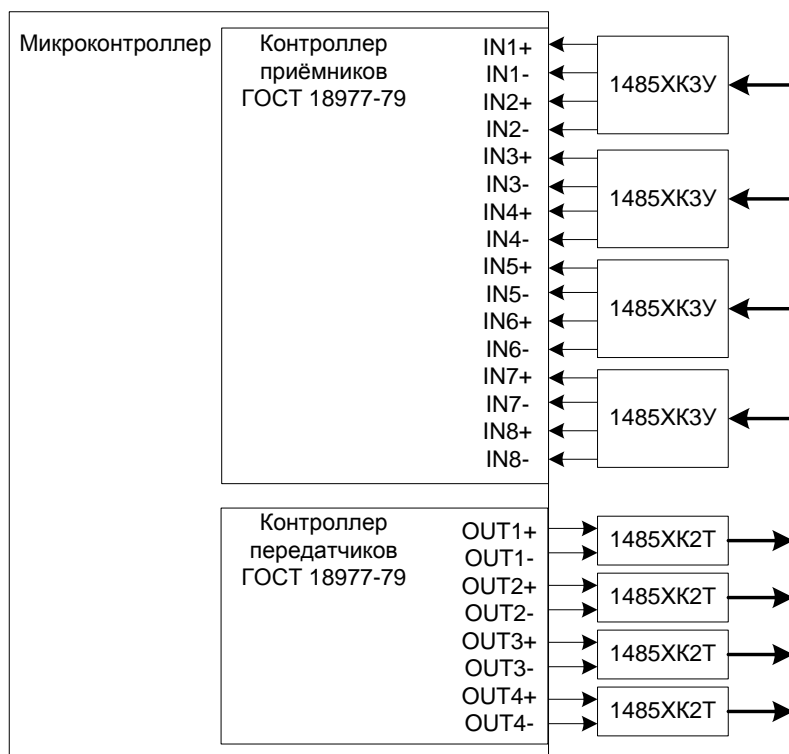 Микроконтроллер
Контроллер
приёмников
ГОСТ 18977-79
IN1+
IN1-
IN2+
IN2-
IN3+
IN3-
IN4+
IN4-
IN5+
IN5-
IN6+
IN6-
IN7+
IN7-
IN8+
IN8-
1485ХК3У
1485ХК3У
1485ХК3У
1485ХК3У
Контроллер
передатчиков
ГОСТ 18977-79
OUT1+
OUT1-
OUT2+
OUT2-
OUT3+
OUT3-
OUT4+
OUT4-
1485ХК2Т
1485ХК2Т
1485ХК2Т
1485ХК2Т